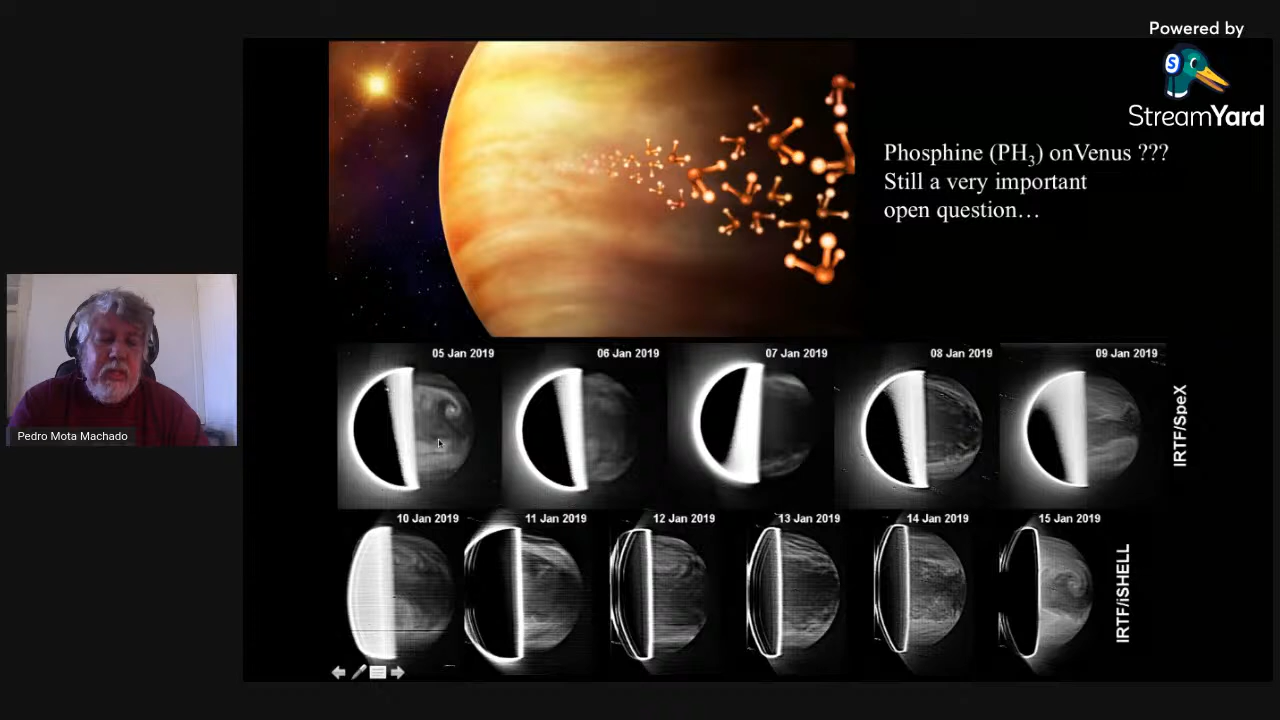 Powered by
StreamYard
Phosphine (PH₃) onVenus ???
Still a very important
open question…
Pedro Mota Machado
05 Jan 2019
06 Jan 2019
07 Jan 2019
08 Jan 2019
09 Jan 2019
IRTF/SpeX
10 Jan 2019
11 Jan 2019
12 Jan 2019
13 Jan 2019
14 Jan 2019
15 Jan 2019
IRTF/iSHELL